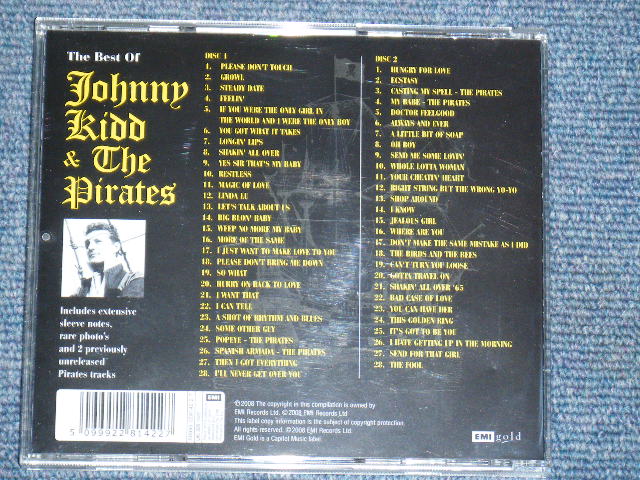 The Best Of
Johnny
Kidd
& The
Pirates
Includes extensive
sleeve notes,
rare photo's
and 2 previously
unreleased
Pirates tracks
DISC 1
1. PLEASE DON'T TOUCH
2. GROWL
3. STEADY DATE
4. FEELIN'
5. IF YOU WERE THE ONLY GIRL IN
THE WORLD AND I WERE THE ONLY BOY
6. YOU GOT WHAT IT TAKES
7. LONGIN' LIPS
8. SHAKIN' ALL OVER
9. YES SIR THAT'S MY BABY
10. RESTLESS
11. MAGIC OF LOVE
12. LINDA LU
13. LET'S TALK ABOUT US
14. BIG BLON' BABY
15. WEEP NO MORE MY BABY
16. MORE OF THE SAME
17. I JUST WANT TO MAKE LOVE TO YOU
18. PLEASE DON'T BRING ME DOWN
19. SO WHAT
20. HURRY ON BACK TO LOVE
21. I WANT THAT
22. I CAN TELL
23. A SHOT OF RHYTHM AND BLUES
24. SOME OTHER GUY
25. POPEYE - THE PIRATES
26. SPANISH ARMADA - THE PIRATES
27. THEN I GOT EVERYTHING
28. I'LL NEVER GET OVER YOU
DISC 2
1. HUNGRY FOR LOVE
2. ECSTASY
3. CASTING MY SPELL - THE PIRATES
4. MY BABE - THE PIRATES
5. DOCTOR FEELGOOD
6. ALWAYS AND EVER
7. A LITTLE BIT OF SOAP
8. OH BOY
9. SEND ME SOME LOVIN'
10. WHOLE LOTTA WOMAN
11. YOUR CHEATIN' HEART
12. RIGHT STRING BUT THE WRONG YO-YO
13. SHOP AROUND
14. I KNOW
15. JEALOUS GIRL
16. WHERE ARE YOU
17. DON'T MAKE THE SAME MISTAKE AS I DID
18. THE BIRDS AND THE BEES
19. CAN'T TURN YOU LOOSE
20. GOTTA TRAVEL ON
21. SHAKIN' ALL OVER '65
22. BAD CASE OF LOVE
23. YOU CAN HAVE HER
24. THIS GOLDEN RING
25. IT'S GOT TO BE YOU
26. I HATE GETTING UP IN THE MORNING
27. SEND FOR THAT GIRL
28. THE FOOL
5 099922 814227
EMI
© 2008 The copyright in this compilation is owned by
EMI Records Ltd. © 2008 EMI Records Ltd
This label copy information is the subject of copyright protection.
All rights reserved. © 2008 EMI Records Ltd
EMI Gold is a Capitol Music label
EMI gold